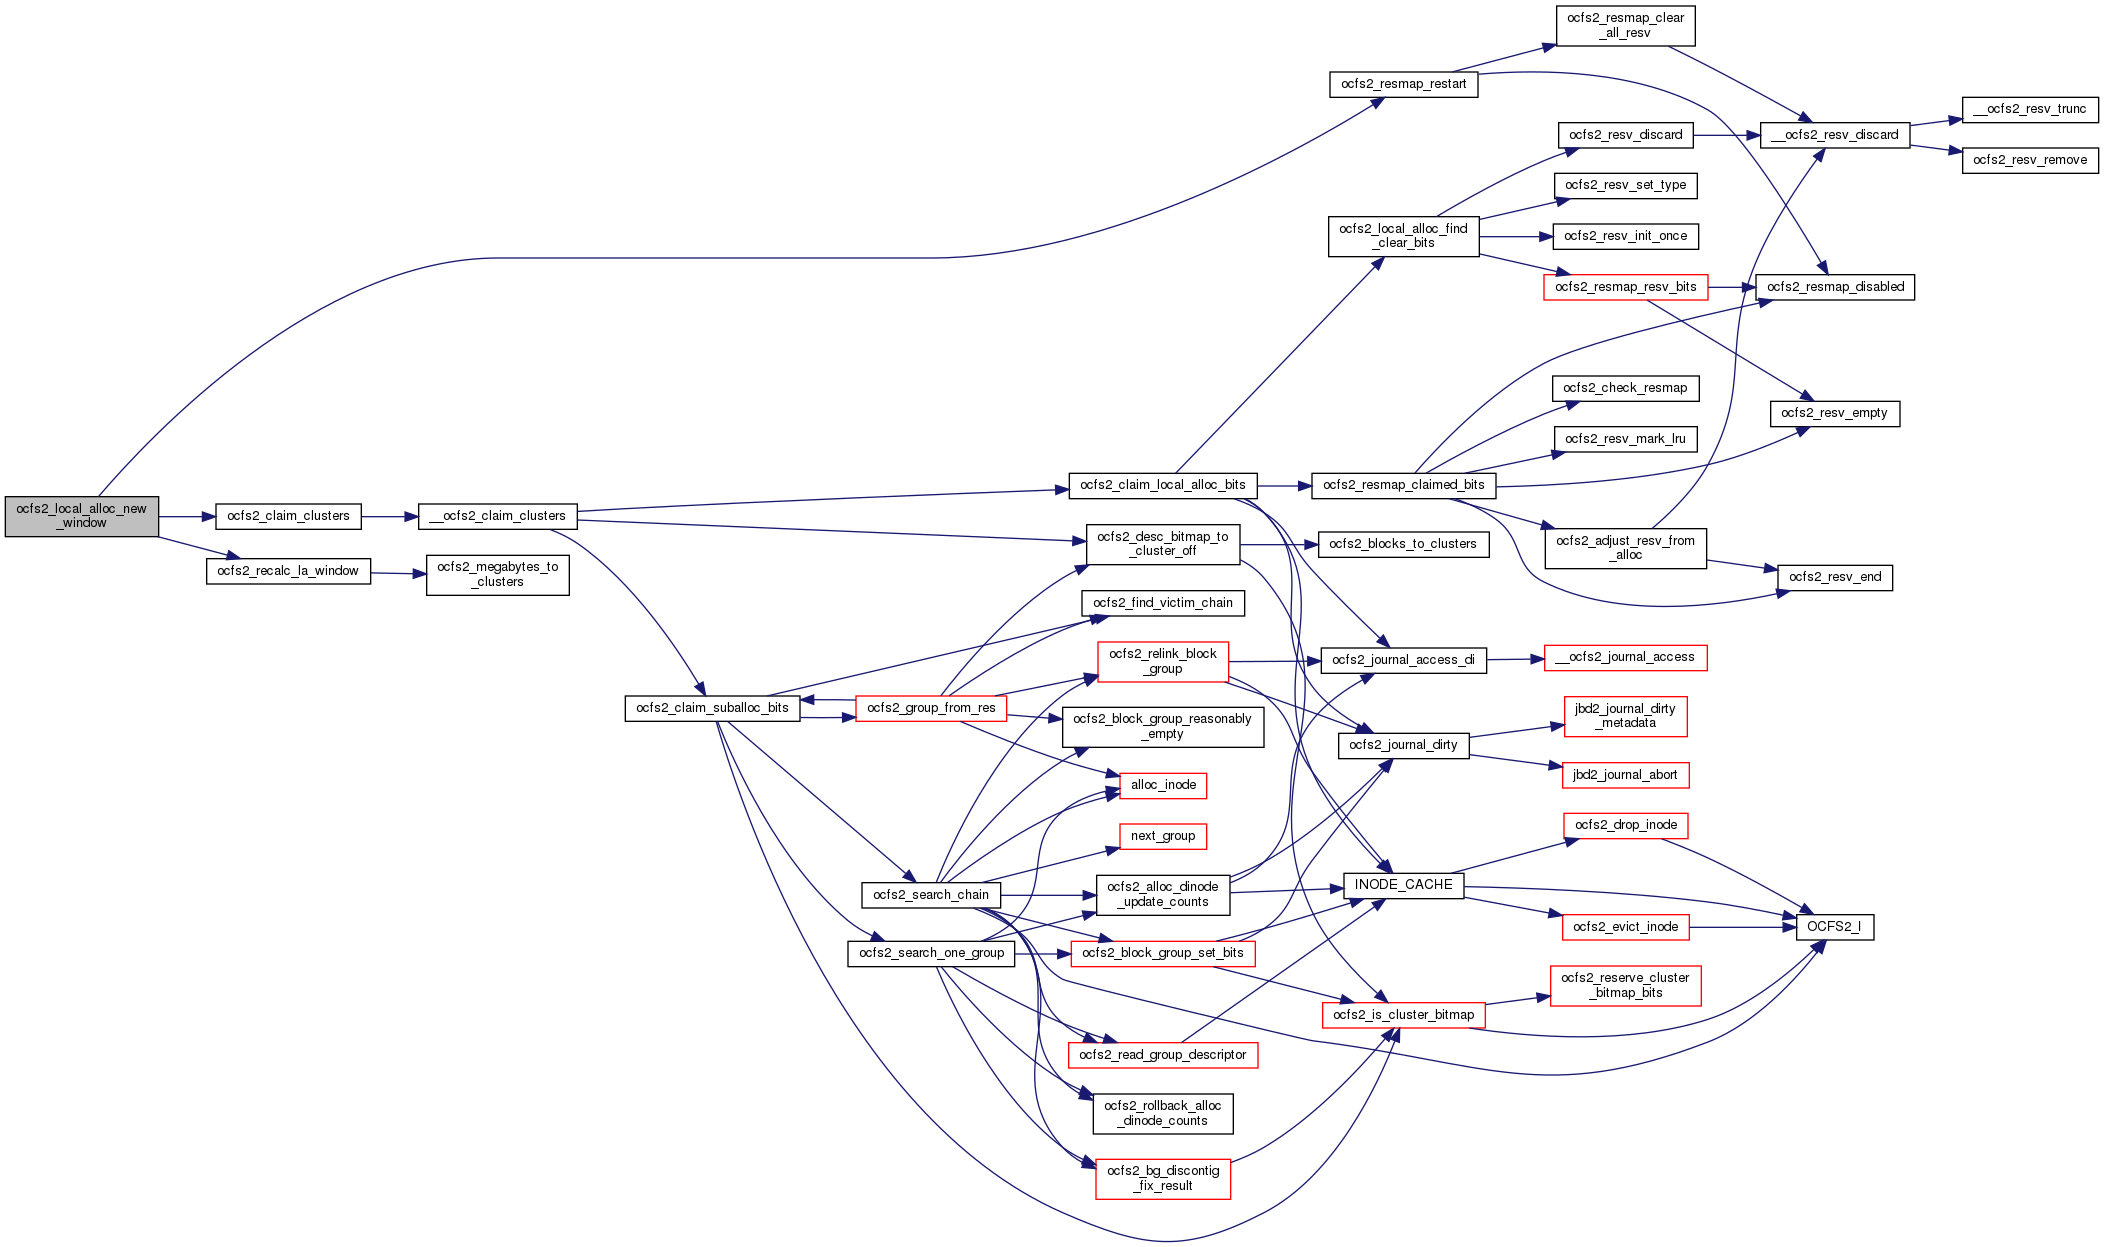 ocfs2_local_alloc_new
_window
ocfs2_claim_clusters
ocfs2_recalc_la_window
__ocfs2_claim_clusters
ocfs2_megabytes_to
_clusters
ocfs2_claim_suballoc_bits
ocfs2_group_from_res
ocfs2_search_chain
ocfs2_search_one_group
ocfs2_claim_local_alloc_bits
ocfs2_desc_bitmap_to
_cluster_off
ocfs2_find_victim_chain
ocfs2_relink_block
_group
ocfs2_block_group_reasonably
_empty
alloc_inode
next_group
ocfs2_alloc_dinode
_update_counts
ocfs2_block_group_set_bits
ocfs2_read_group_descriptor
ocfs2_rollback_alloc
_dinode_counts
ocfs2_bg_discontig
_fix_result
ocfs2_resmap_restart
ocfs2_local_alloc_find
_clear_bits
ocfs2_resmap_claimed_bits
ocfs2_blocks_to_clusters
ocfs2_journal_access_di
ocfs2_journal_dirty
INODE_CACHE
ocfs2_is_cluster_bitmap
ocfs2_resmap_clear
_all_resv
ocfs2_resv_discard
ocfs2_resv_set_type
ocfs2_resv_init_once
ocfs2_resmap_resv_bits
ocfs2_check_resmap
ocfs2_resv_mark_lru
ocfs2_adjust_resv_from
_alloc
__ocfs2_journal_access
jbd2_journal_dirty
_metadata
jbd2_journal_abort
ocfs2_drop_inode
ocfs2_evict_inode
ocfs2_reserve_cluster
_bitmap_bits
__ocfs2_resv_discard
ocfs2_resmap_disabled
ocfs2_resv_empty
ocfs2_resv_end
OCFS2_I
__ocfs2_resv_trunc
ocfs2_resv_remove